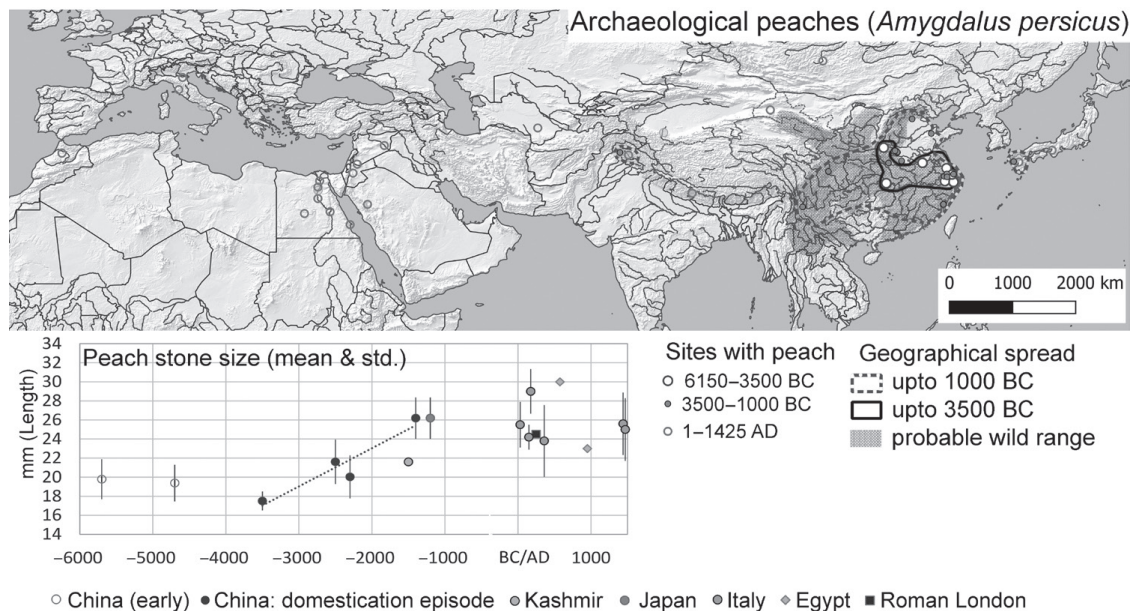 Archaeological peaches (Amygdalus persicus)
0 1000 2000 km
Peach stone size (mean & std.)
mm (Length)
34
32
30
28
26
24
22
20
18
16
14
−6000 −5000 −4000 −3000 −2000 −1000 BC/AD 1000
Sites with peach
6150–3500 BC
3500–1000 BC
1–1425 AD
Geographical spread
upto 1000 BC
upto 3500 BC
probable wild range
China (early) China: domestication episode Kashmir Japan Italy Egypt Roman London